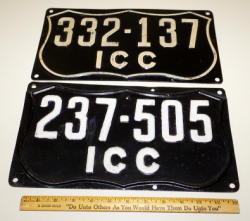 332-137
ICC
237-505
ICC
"Do Unto Others As You Would Have Them Do Unto You"